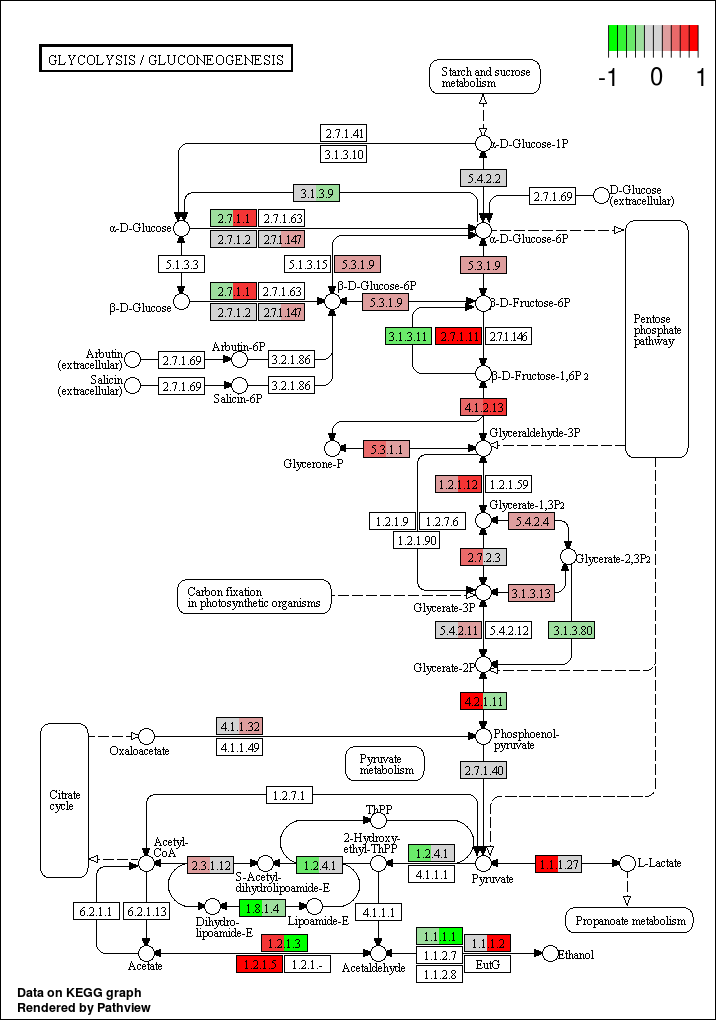 GLYCOLYSIS / GLUCONEOGENESIS
-1 0 1
Starch and sucrose
metabolism
2.7.1.41
3.1.3.10
α-D-Glucose-1P
5.4.2.2
3.1.3.9
2.7.1.69
D-Glucose
(extracellular)
2.7.1.1
2.7.1.63
α-D-Glucose
2.7.1.2
2.7.1.147
α-D-Glucose-6P
5.1.3.3
5.1.3.15
5.3.1.9
5.3.1.9
2.7.1.1
2.7.1.63
β-D-Glucose-6P
5.3.1.9
β-D-Fructose-6P
β-D-Glucose
2.7.1.2
2.7.1.147
Pentose
phosphate
pathway
3.1.3.11
2.7.1.11
2.7.1.146
Arbutin
(extracellular)
2.7.1.69
Arbutin-6P
3.2.1.86
Salicin
(extracellular)
2.7.1.69
Salicin-6P
3.2.1.86
β-D-Fructose-1,6P2
4.1.2.13
Glyceraldehyde-3P
5.3.1.1
Glycerone-P
1.2.1.12
1.2.1.59
Glycerate-1,3P2
1.2.1.9
1.2.7.6
1.2.1.90
5.4.2.4
2.7.2.3
Glycerate-2,3P2
Carbon fixation
in photosynthetic organisms
3.1.3.13
Glycerate-3P
5.4.2.11
5.4.2.12
3.1.3.80
Glycerate-2P
4.2.1.11
4.1.1.32
4.1.1.49
Oxaloacetate
Phosphoenol-
pyruvate
Pyruvate
metabolism
2.7.1.40
Citrate
cycle
1.2.7.1
ThPP
2-Hydroxy-
ethyl-ThPP
Acetyl-
CoA
2.3.1.12
S-Acetyl-
dihydrolipoamide-E
1.2.4.1
1.2.4.1
4.1.1.1
Pyruvate
1.1.1.27
L-Lactate
6.2.1.1
6.2.1.13
1.8.1.4
Dihydro-
lipoamide-E
Lipoamide-E
4.1.1.1
Propanoate metabolism
1.2.1.3
1.2.1.5
1.2.1.-
Acetate
Acetaldehyde
1.1.1.1
1.1.1.2
1.1.2.7
EutG
1.1.2.8
Ethanol
Data on KEGG graph
Rendered by Pathview